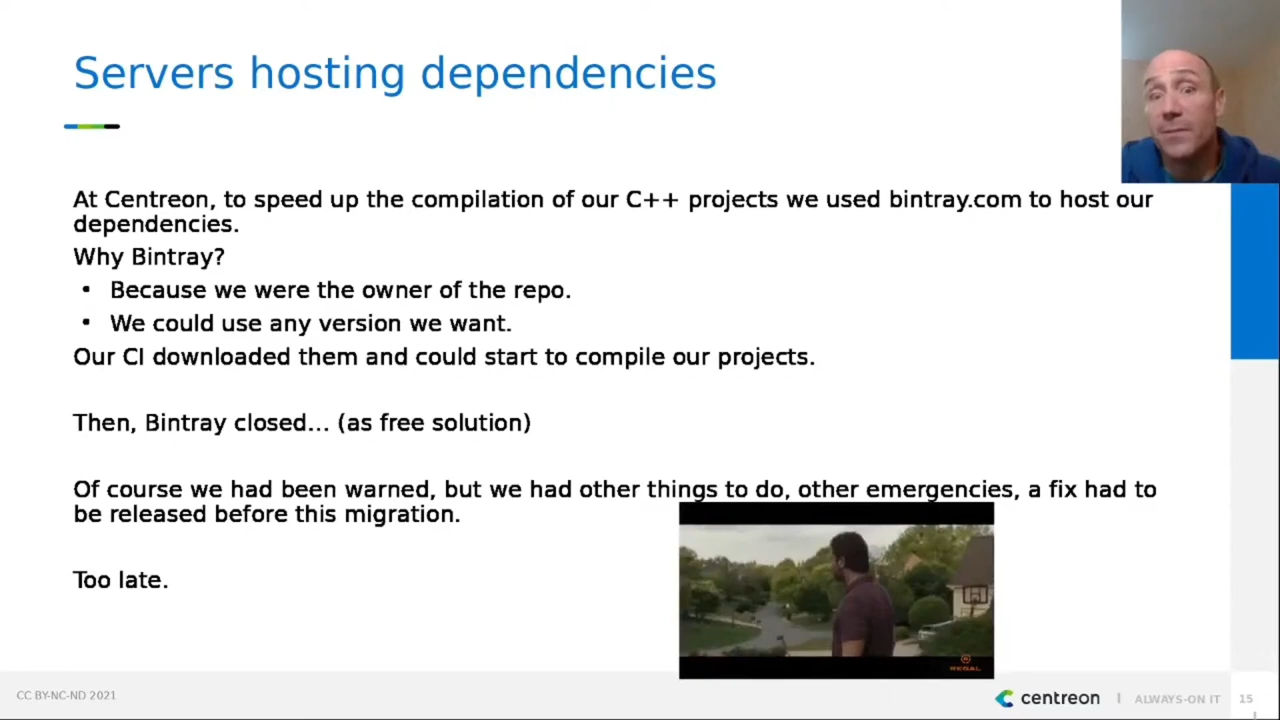 Servers hosting dependencies
At Centreon, to speed up the compilation of our C++ projects we used bintray.com to host our
dependencies.
Why Bintray?
• Because we were the owner of the repo.
• We could use any version we want.
Our CI downloaded them and could start to compile our projects.
Then, Bintray closed... (as free solution)
Of course we had been warned, but we had other things to do, other emergencies, a fix had to
be released before this migration.
Too late.
REGAL
CC BY-NC-ND 2021
centreon | ALWAYS-ON IT 15